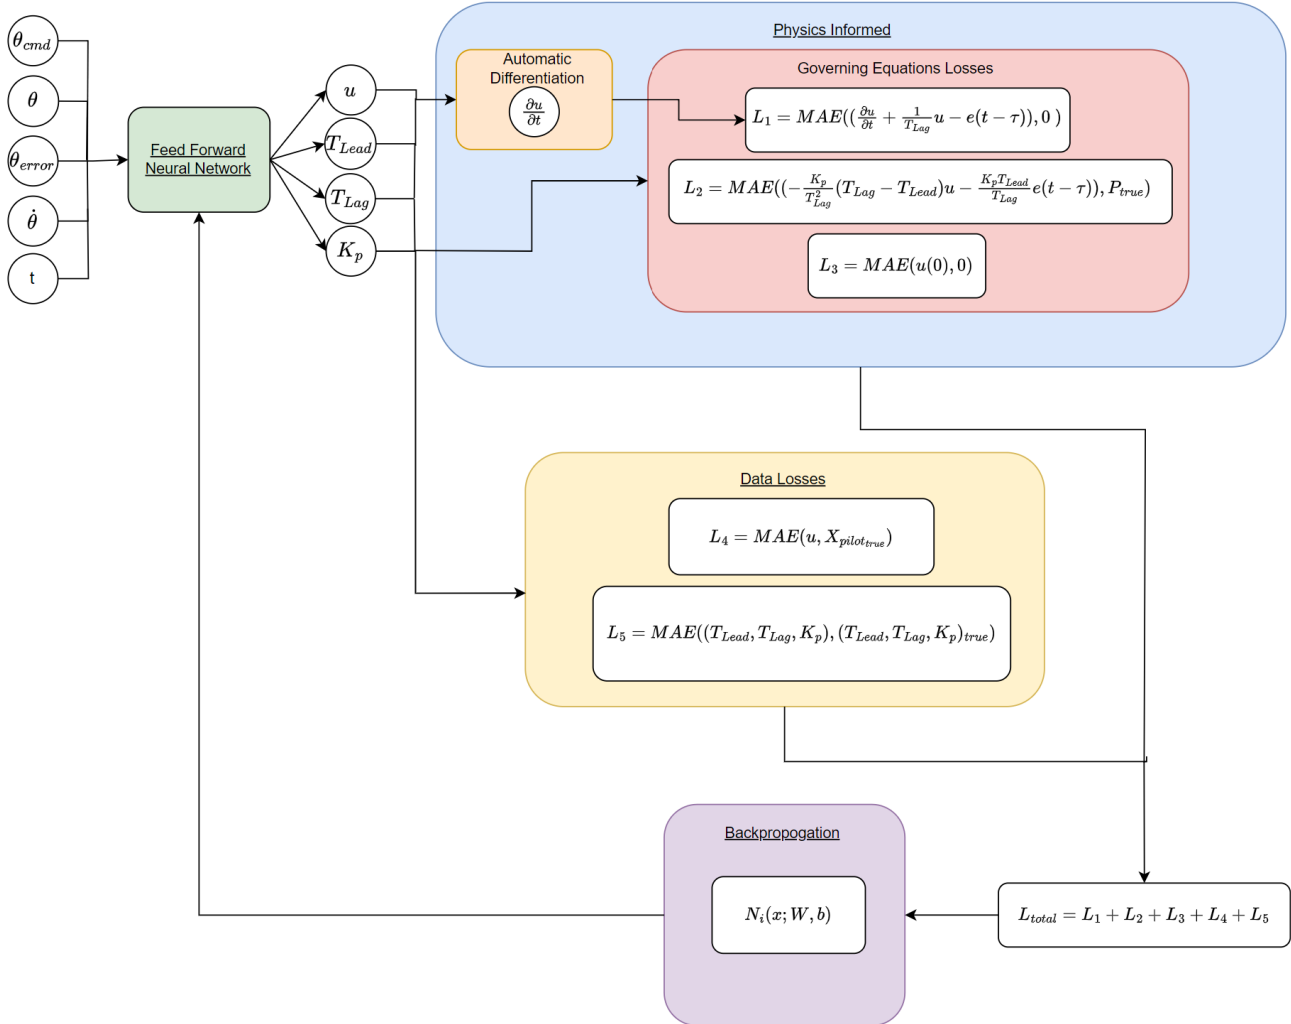 θ_cmd
θ
θ_error
θ̇
t
Feed Forward
Neural Network
u
T_Lead
T_Lag
K_p
Physics Informed
Automatic
Differentiation
∂u/∂t
Governing Equations Losses
L_1 = MAE((∂u/∂t + 1/T_Lag u − e(t − τ)), 0 )
L_2 = MAE((−K_p/T_Lag^2 (T_Lag − T_Lead)u − K_pT_Lead/T_Lag e(t − τ)), P_true)
L_3 = MAE(u(0), 0)
Data Losses
L_4 = MAE(u, X_pilot_true)
L_5 = MAE((T_Lead, T_Lag, K_p), (T_Lead, T_Lag, K_p)_true)
Backpropogation
N_i(x; W, b)
L_total = L_1 + L_2 + L_3 + L_4 + L_5